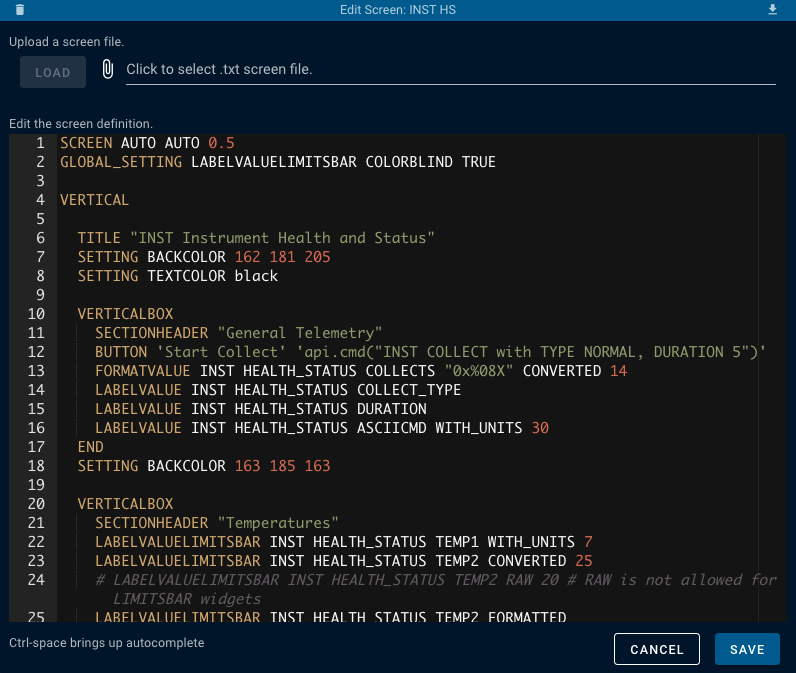 Edit Screen: INST HS
Upload a screen file.
LOAD
Click to select .txt screen file.
Edit the screen definition.
1 SCREEN AUTO AUTO 0.5
2 GLOBAL_SETTING LABELVALUELIMITSBAR COLORBLIND TRUE
3
4 VERTICAL
5
6 TITLE "INST Instrument Health and Status"
7 SETTING BACKCOLOR 162 181 205
8 SETTING TEXTCOLOR black
9
10 VERTICALBOX
11 SECTIONHEADER "General Telemetry"
12 BUTTON 'Start Collect' 'api.cmd("INST COLLECT with TYPE NORMAL, DURATION 5")'
13 FORMATVALUE INST HEALTH_STATUS COLLECTS "0x%08X" CONVERTED 14
14 LABELVALUE INST HEALTH_STATUS COLLECT_TYPE
15 LABELVALUE INST HEALTH_STATUS DURATION
16 LABELVALUE INST HEALTH_STATUS ASCIICMD WITH_UNITS 30
17 END
18 SETTING BACKCOLOR 163 185 163
19
20 VERTICALBOX
21 SECTIONHEADER "Temperatures"
22 LABELVALUELIMITSBAR INST HEALTH_STATUS TEMP1 WITH_UNITS 7
23 LABELVALUELIMITSBAR INST HEALTH_STATUS TEMP2 CONVERTED 25
24 # LABELVALUELIMITSBAR INST HEALTH_STATUS TEMP2 RAW 20 # RAW is not allowed for
LIMITSBAR widgets
25 LABELVALUELIMITSBAR INST HEALTH_STATUS TEMP2 FORMATTED
Ctrl-space brings up autocomplete
CANCEL
SAVE